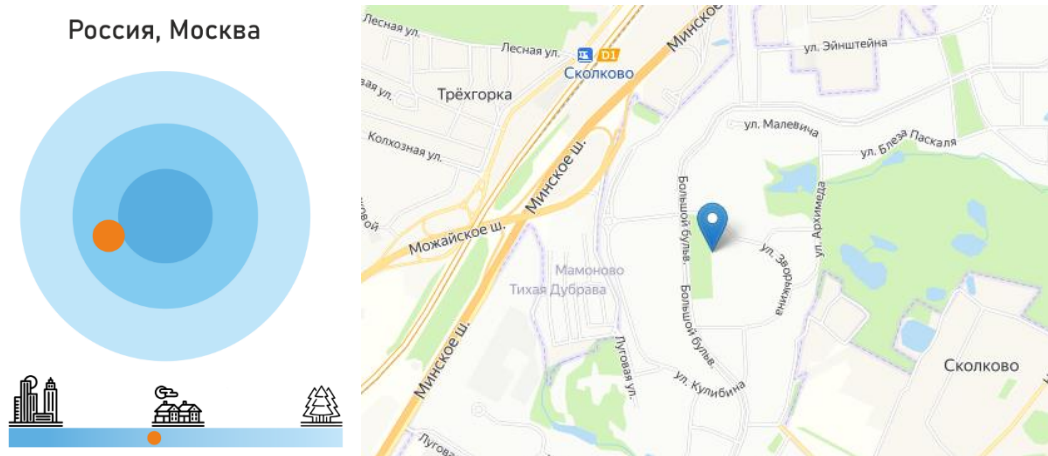 Россия, Москва
Лесная ул.
Лесная ул.
D1
Сколково
Минское ш.
ул. Эйнштейна
Трёхгорка
ул. Малевича
ул. Блеза Паскаля
Колхозная ул.
Минское ш.
Большой бульв.
ул. Архимеда
Можайское ш.
ул. Зворыкина
Мамоново
Тихая Дубрава
Большой бульв.
Минское ш.
Луговая ул.
Сколково
ул. Кулибина